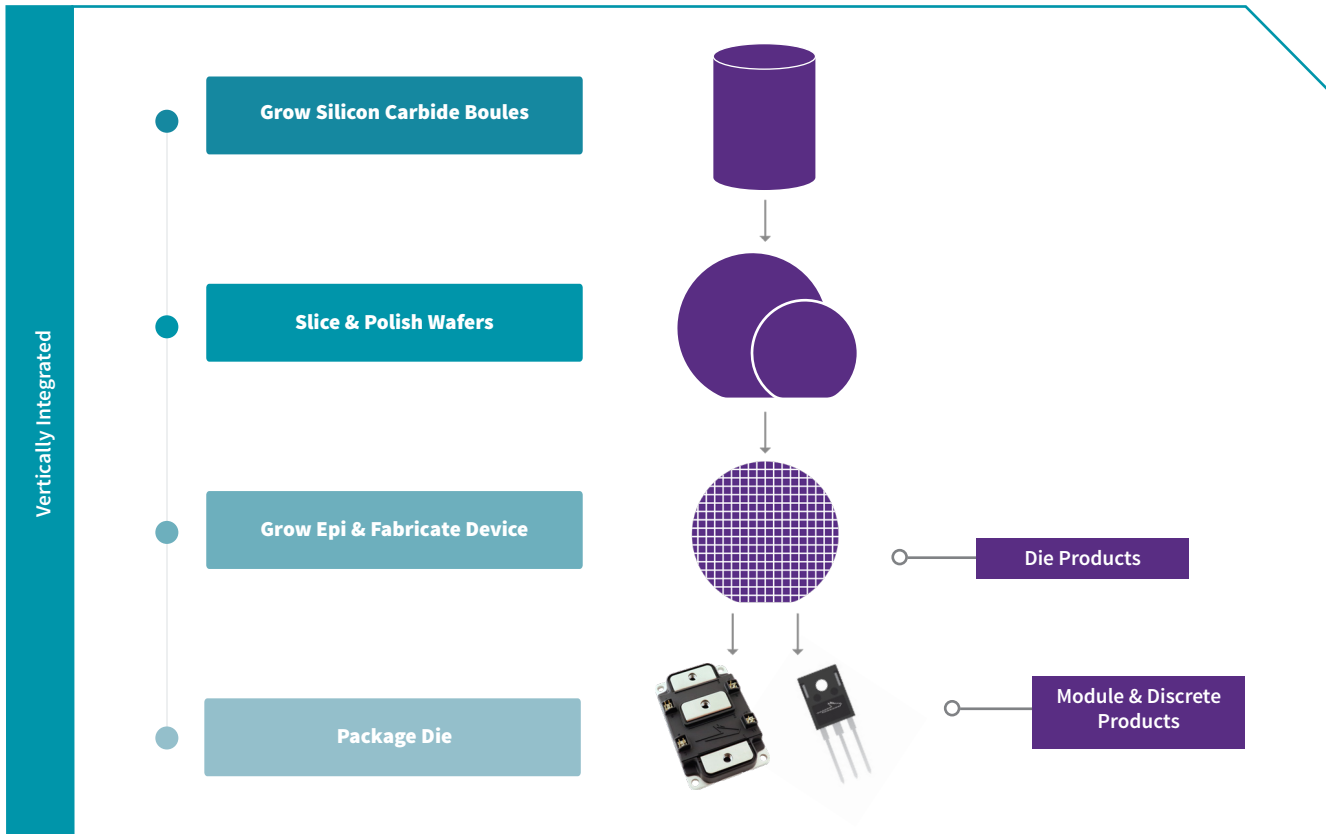 Vertically Integrated
Grow Silicon Carbide Boules
Slice & Polish Wafers
Grow Epi & Fabricate Device
Die Products
Package Die
Module & Discrete
Products